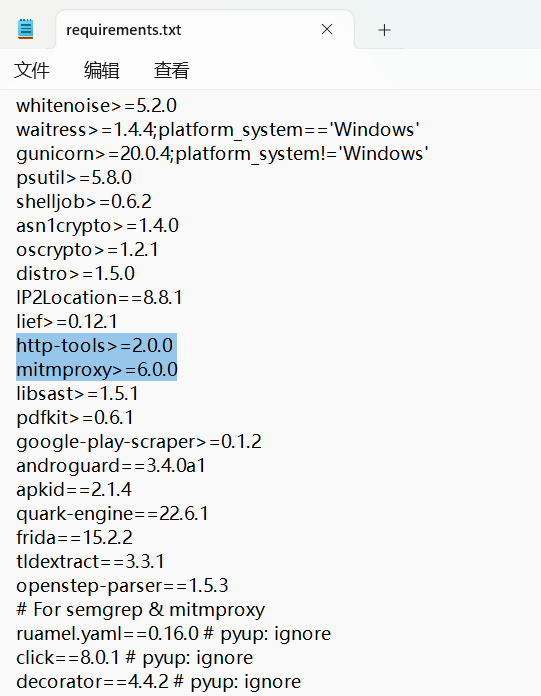 requirements.txt
文件 编辑 查看
whitenoise>=5.2.0
waitress>=1.4.4;platform_system=='Windows'
gunicorn>=20.0.4;platform_system!='Windows'
psutil>=5.8.0
shelljob>=0.6.2
asn1crypto>=1.4.0
oscrypto>=1.2.1
distro>=1.5.0
IP2Location==8.8.1
lief>=0.12.1
http-tools>=2.0.0
mitmproxy>=6.0.0
libsast>=1.5.1
pdfkit>=0.6.1
google-play-scraper>=0.1.2
androguard==3.4.0a1
apkid==2.1.4
quark-engine==22.6.1
frida==15.2.2
tldextract==3.3.1
openstep-parser==1.5.3
# For semgrep & mitmproxy
ruamel.yaml==0.16.0 # pyup: ignore
click==8.0.1 # pyup: ignore
decorator==4.4.2 # pyup: ignore